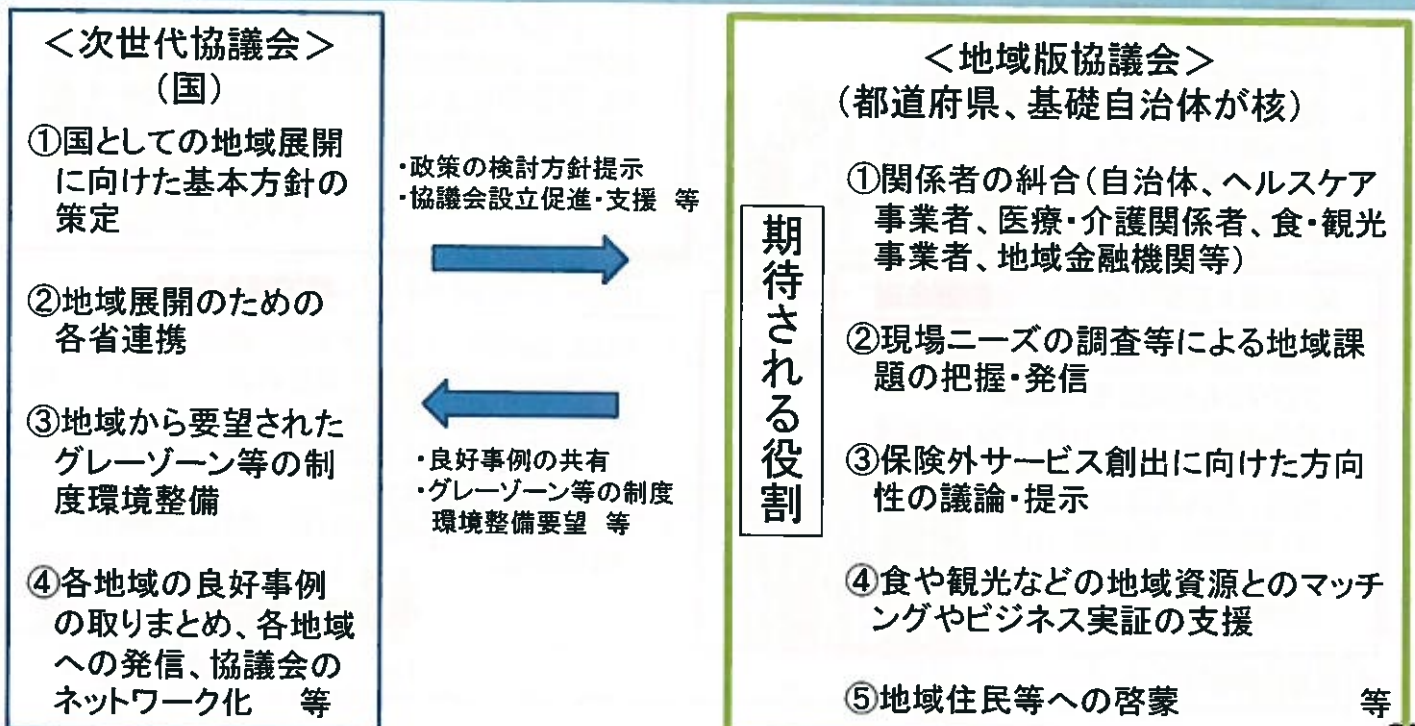 ＜次世代協議会＞
（国）
①国としての地域展開
に向けた基本方針の
策定
②地域展開のための
各省連携
③地域から要望された
グレーゾーン等の制
度環境整備
④各地域の良好事例
の取りまとめ、各地域
への発信、協議会の
ネットワーク化　等
・政策の検討方針提示
・協議会設立促進・支援　等
・良好事例の共有
・グレーゾーン等の制度
環境整備要望　等
期待される役割
＜地域版協議会＞
（都道府県、基礎自治体が核）
①関係者の糾合（自治体、ヘルスケア
事業者、医療・介護関係者、食・観光
事業者、地域金融機関等）
②現場ニーズの調査等による地域課
題の把握・発信
③保険外サービス創出に向けた方向
性の議論・提示
④食や観光などの地域資源とのマッチ
ングやビジネス実証の支援
⑤地域住民等への啓蒙　等